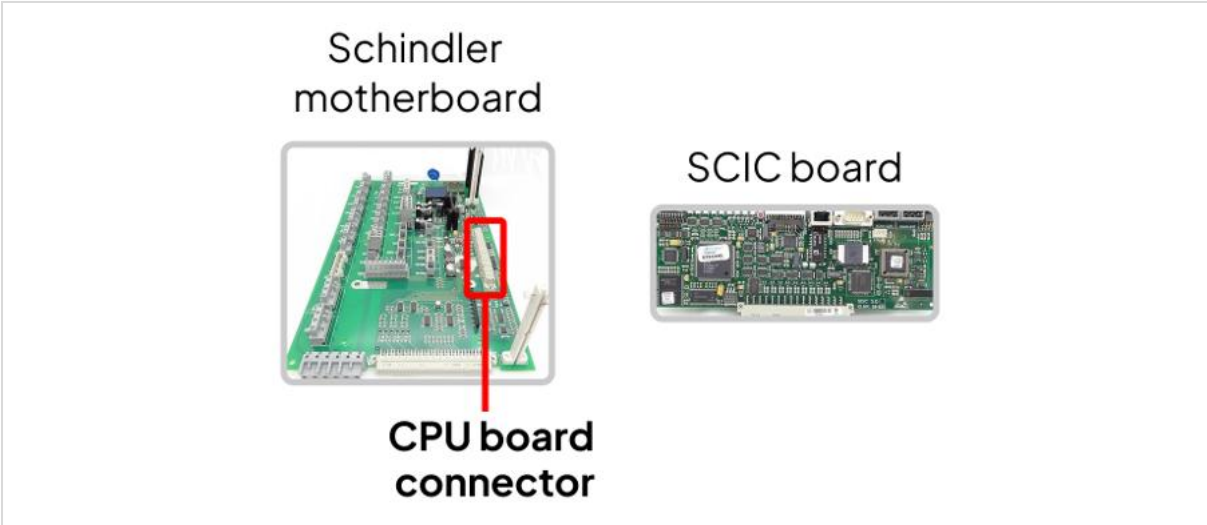 Schindler
motherboard
SCIC board
CPU board
connector